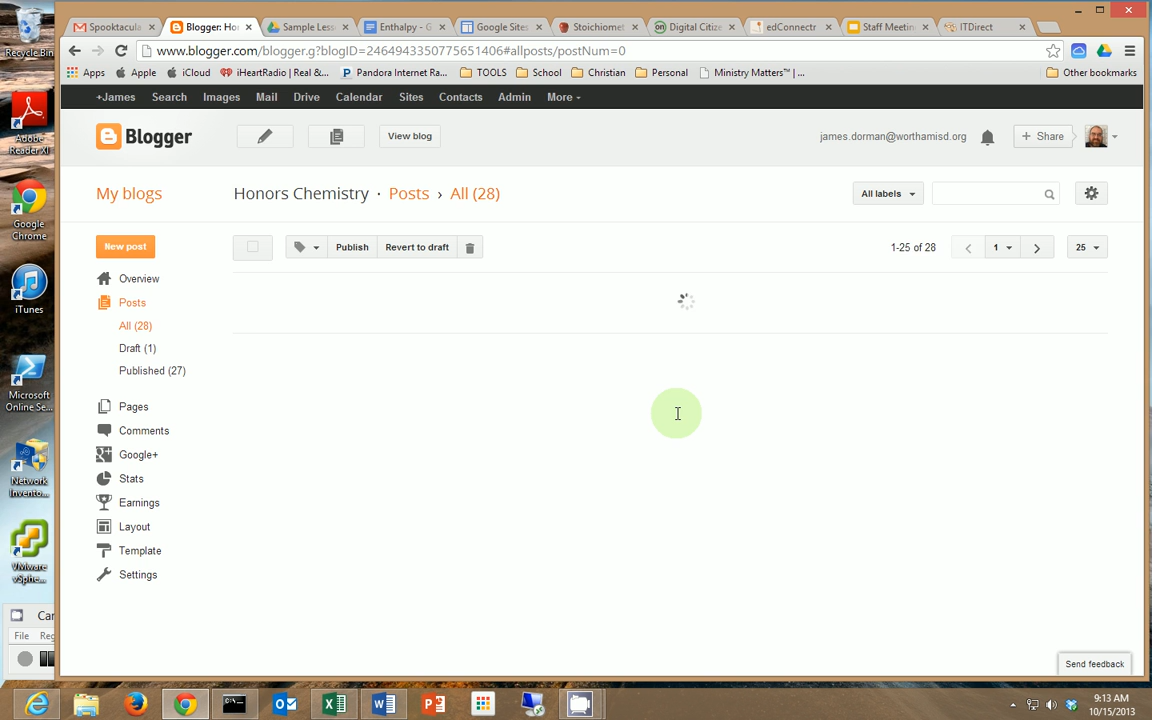 Recycle Bin
Adobe Reader XI
Google Chrome
iTunes
Microsoft Online Se...
Network Invento...
VMware vSphe...
Car
File Reg
Spooktacula
Blogger: Hon
Sample Less
Enthalpy - G
Google Sites
Stoichiomet
Digital Citize
edConnectr
Staff Meetin
ITDirect
www.blogger.com/blogger.g?blogID=2464943350775651406#allposts/postNum=0
Apps Apple iCloud iHeartRadio | Real &... Pandora Internet Ra... TOOLS School Christian Personal Ministry Matters™ |... Other bookmarks
+James Search Images Mail Drive Calendar Sites Contacts Admin More
Blogger View blog james.dorman@worthamisd.org + Share
My blogs Honors Chemistry · Posts › All (28) All labels
New post Publish Revert to draft 1-25 of 28 1 25
Overview
Posts
All (28)
Draft (1)
Published (27)
Pages
Comments
Google+
Stats
Earnings
Layout
Template
Settings
Send feedback
9:13 AM
10/15/2013